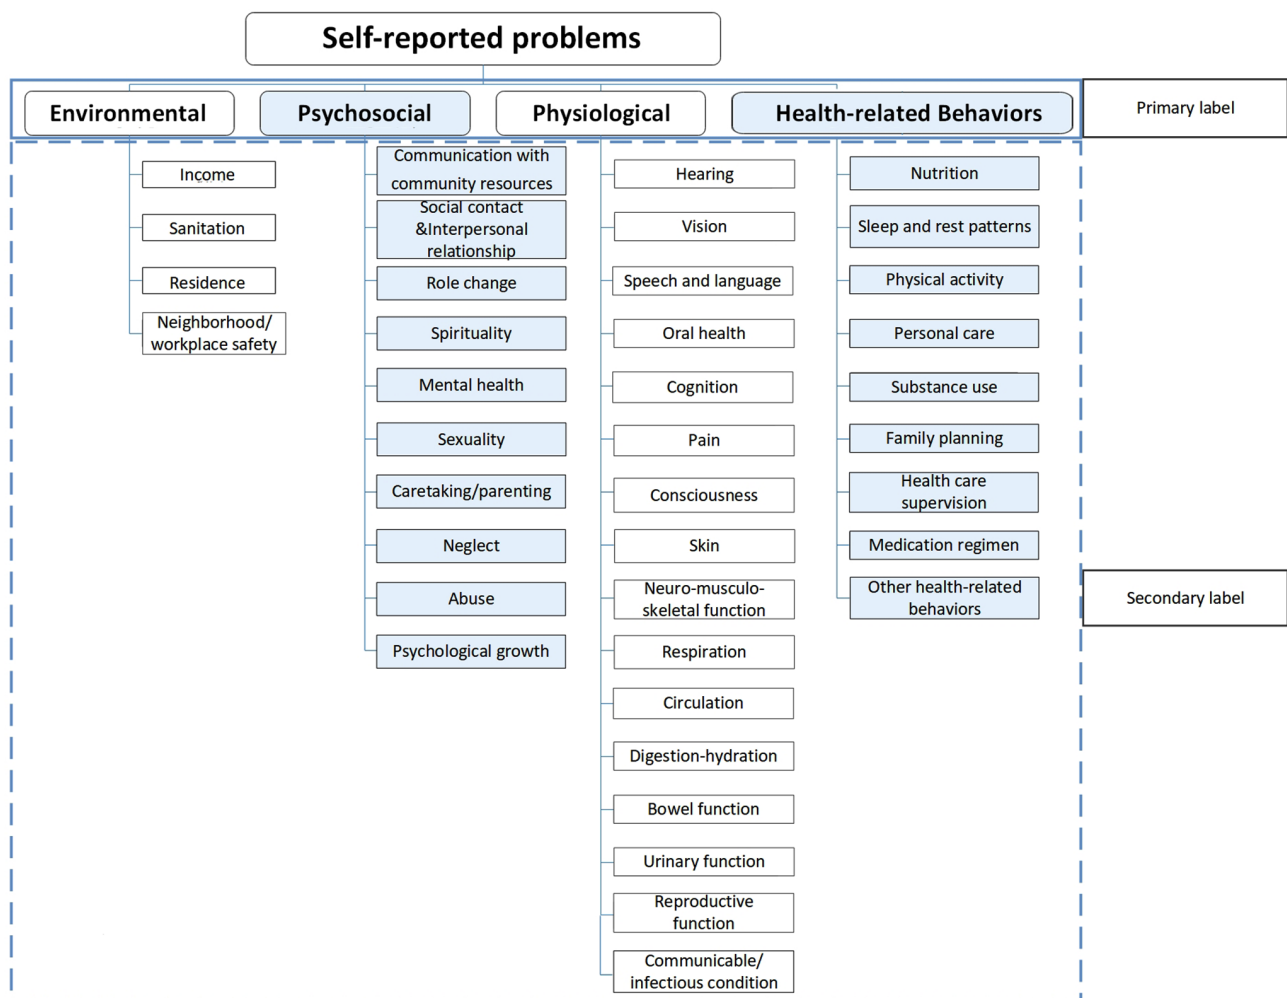 Self-reported problems
Environmental
Psychosocial
Physiological
Health-related Behaviors
Primary label
Income
Sanitation
Residence
Neighborhood/
workplace safety
Communication with
community resources
Social contact
&Interpersonal
relationship
Role change
Spirituality
Mental health
Sexuality
Caretaking/parenting
Neglect
Abuse
Psychological growth
Hearing
Vision
Speech and language
Oral health
Cognition
Pain
Consciousness
Skin
Neuro-musculo-
skeletal function
Respiration
Circulation
Digestion-hydration
Bowel function
Urinary function
Reproductive
function
Communicable/
infectious condition
Nutrition
Sleep and rest patterns
Physical activity
Personal care
Substance use
Family planning
Health care
supervision
Medication regimen
Other health-related
behaviors
Secondary label